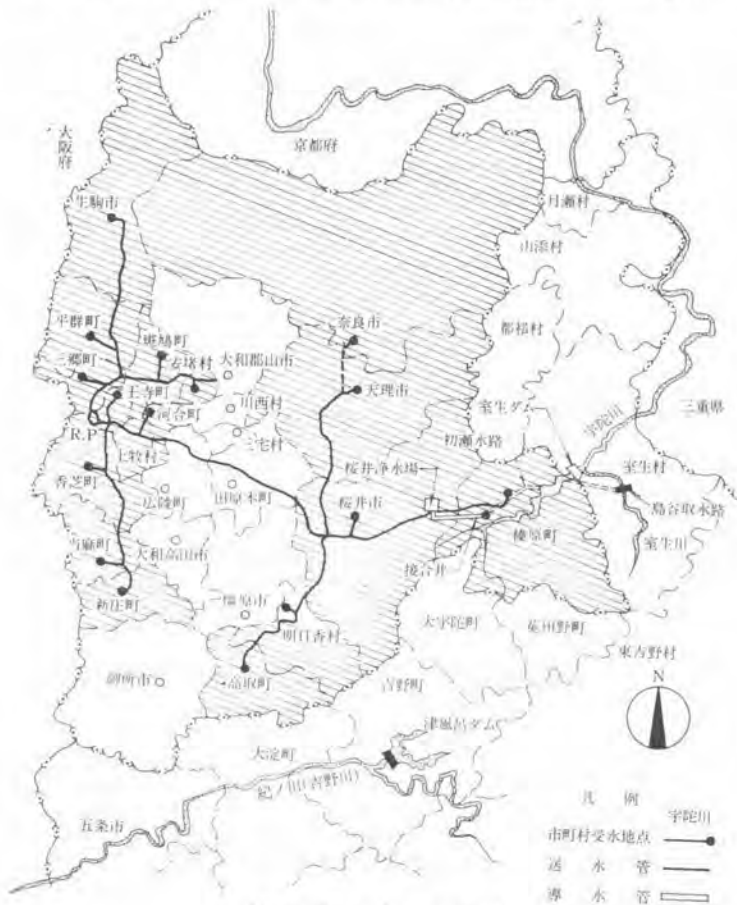 大阪府
京都府
生駒市
月瀬村
山添村
平群町
斑鳩町
奈良市
都祁村
三郷町
安堵村
大和郡山市
王寺町
天理市
川西村
室生ダ
宇陀川
三重県
河合町
R.P
三宅村
初瀬水路
上牧村
桜井浄水場
室生村
香芝町
広陵町
田原本町
桜井市
島谷取水路
榛原町
室生川
当麻町
大和高田市
接合井
新庄町
橿原市
大宇陀町
菟田野町
明日香村
東吉野村
御所市
高取町
吉野町
N
津風呂ダム
大淀町
紀ノ川(吉野川)
五条市
凡例
宇陀川
市町村受水地点
送水管
導水管